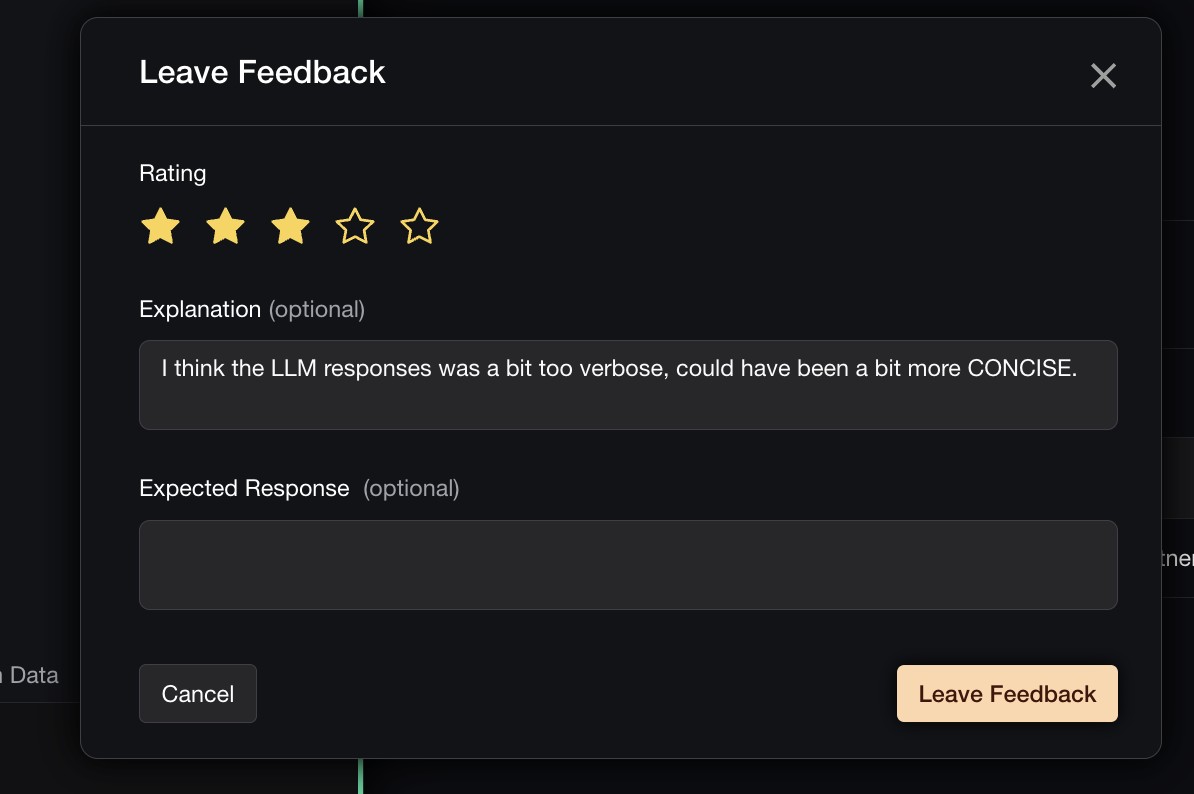 Leave Feedback
Rating
Explanation (optional)
I think the LLM responses was a bit too verbose, could have been a bit more CONCISE.
Expected Response (optional)
Data
Cancel
Leave Feedback